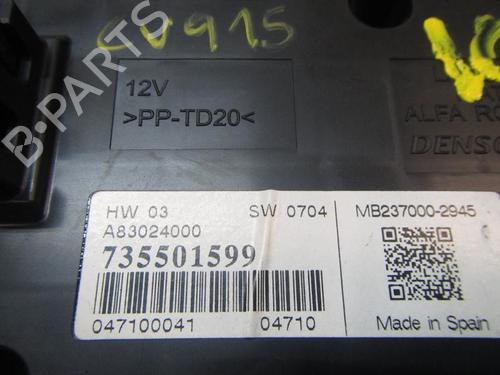 CV915
12V
>PP-TD20<
ALFA RO
DENSO
HW 03
SW 0704
MB237000-2945
A83024000
735501599
047100041
04710
Made in Spain
B-Parts